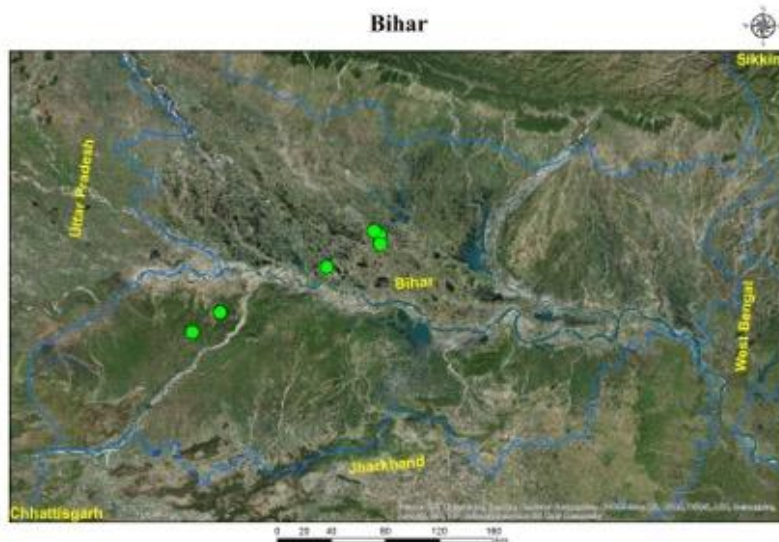 Bihar
Sikkim
Uttar Pradesh
Bihar
West Bengal
Jharkhand
Chhattisgarh
0 20 40 80 120 160